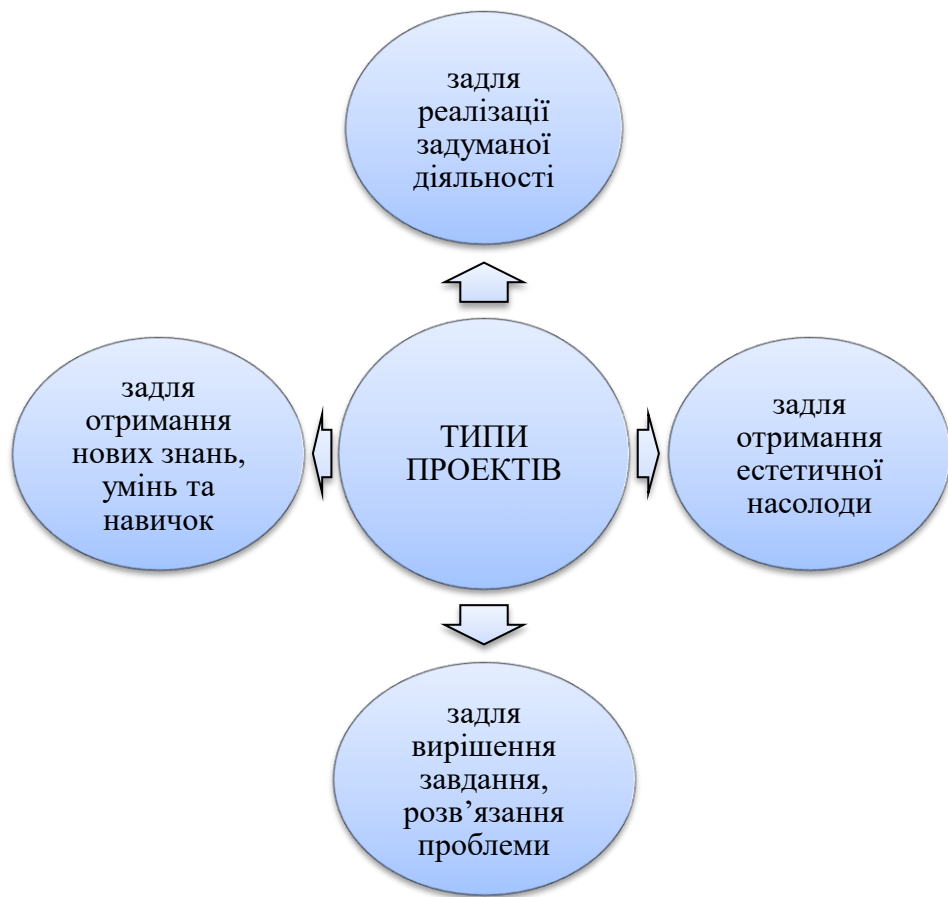 задля
реалізації
задуманої
діяльності
задля
отримання
нових знань,
умінь та
навичок
ТИПИ
ПРОЕКТІВ
задля
отримання
естетичної
насолоди
задля
вирішення
завдання,
розв’язання
проблеми